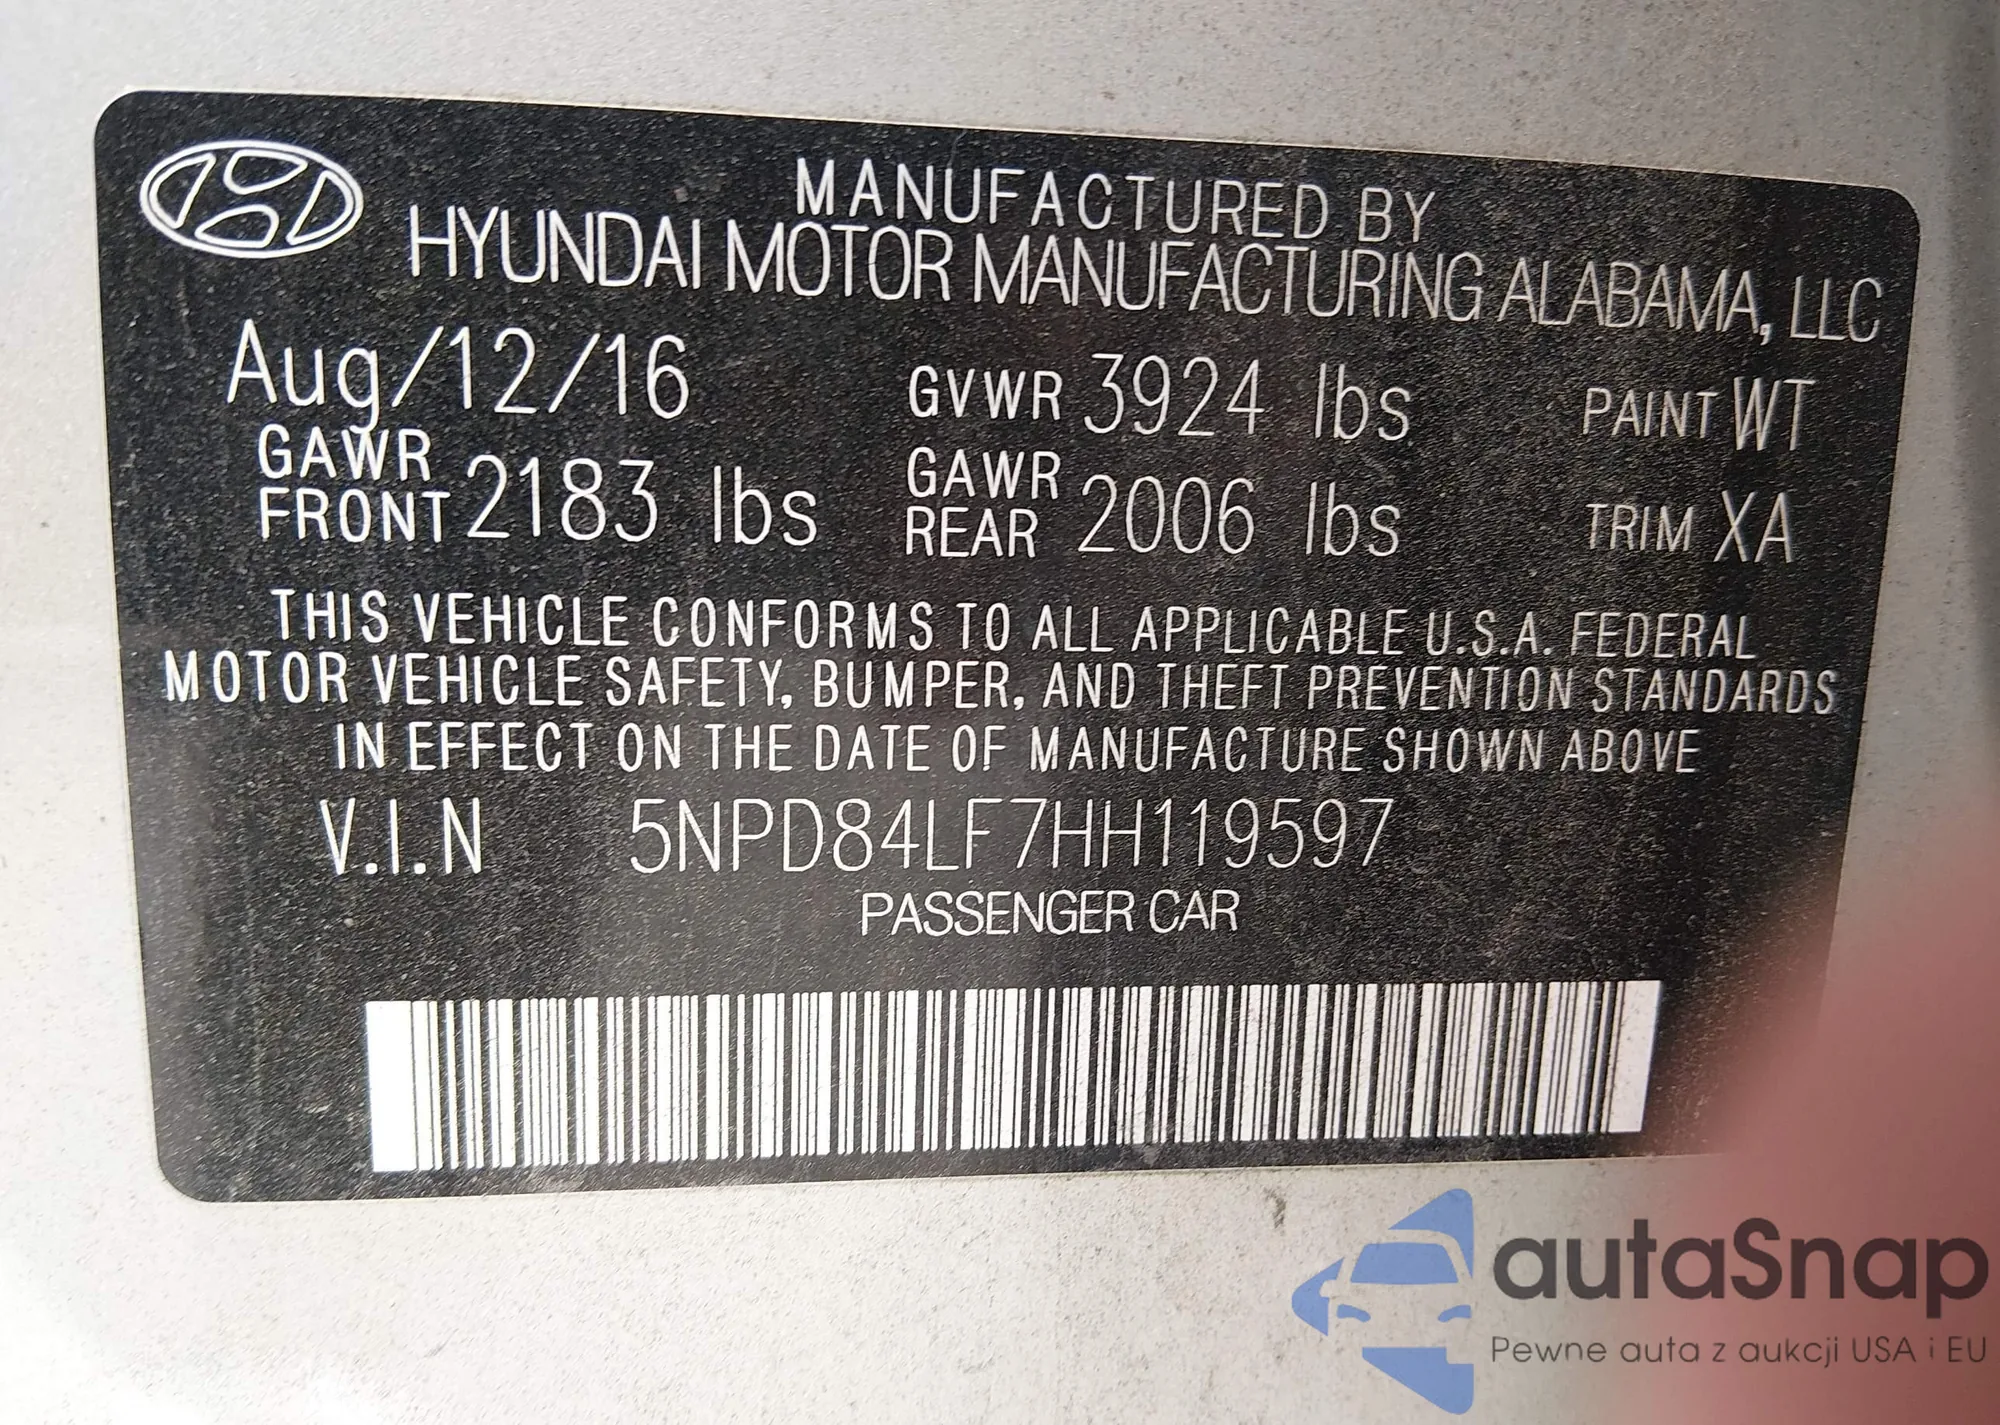 MANUFACTURED BY
HYUNDAI MOTOR MANUFACTURING ALABAMA, LLC
Aug/12/16 GVWR 3924 lbs PAINT WT
GAWR FRONT 2183 lbs GAWR REAR 2006 lbs TRIM XA
THIS VEHICLE CONFORMS TO ALL APPLICABLE U.S.A. FEDERAL
MOTOR VEHICLE SAFETY, BUMPER, AND THEFT PREVENTION STANDARDS
IN EFFECT ON THE DATE OF MANUFACTURE SHOWN ABOVE
V.I.N 5NPD84LF7HH119597
PASSENGER CAR
autaSnap
Pewne auta z aukcji USA i EU